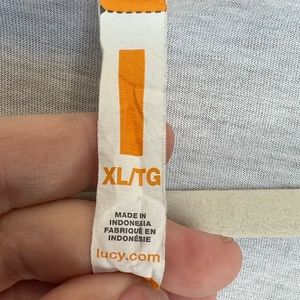 XL/TG
MADE IN
INDONESIA
FABRIQUÉ EN
INDONÉSIE
lucy.com